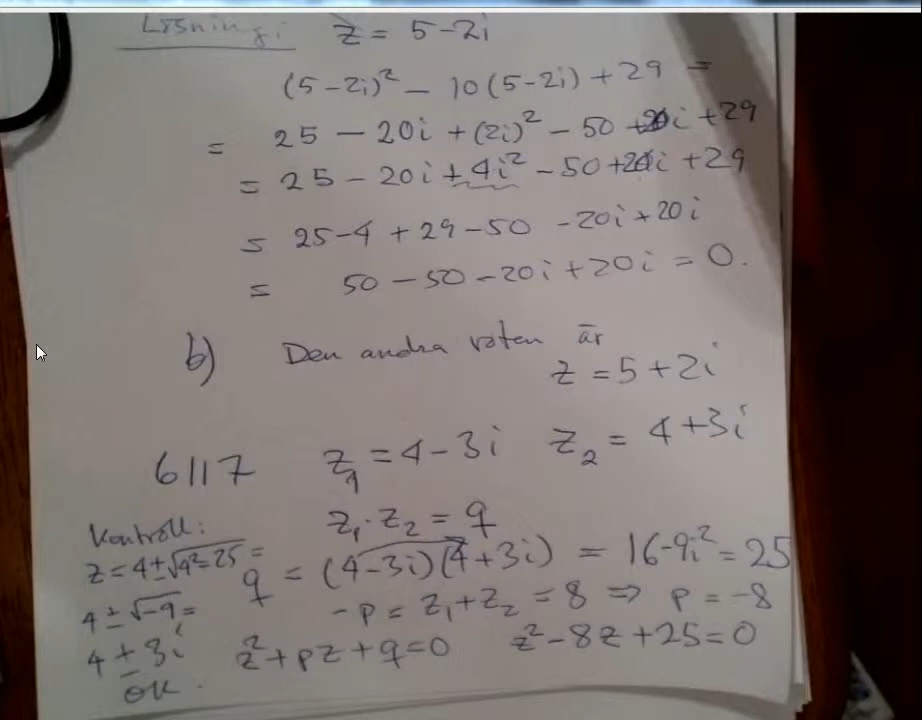 Lösning: z = 5-2i
(5-2i)² - 10(5-2i) + 29 =
= 25 - 20i + (2i)² - 50 +20i + 29
= 25 - 20i + 4i² - 50 + 20i + 29
= 25-4 + 29-50 -20i + 20i
= 50 - 50 - 20i + 20i = 0.
b) Den andra roten är
z = 5 + 2i
6117 z₁ = 4-3i z₂ = 4+3i
z₁·z₂ = q
q = (4-3i)(4+3i) = 16-9i² = 25
-p = z₁+z₂ = 8 ⇒ p = -8
z² + pz + q = 0 z² - 8z + 25 = 0
Kontroll:
z = 4±√4²-25 =
4 ± √-9 =
4 ± 3i
OK.